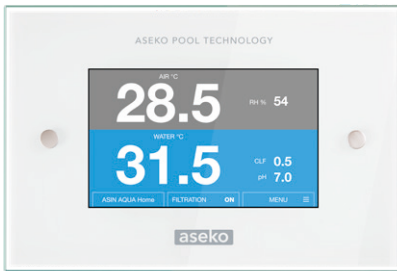 ASEKO POOL TECHNOLOGY
AIR °C
28.5
RH % 54
WATER °C
31.5
CLF 0.5
pH 7.0
ASIN AQUA Home FILTRATION ON MENU ≡
aseko